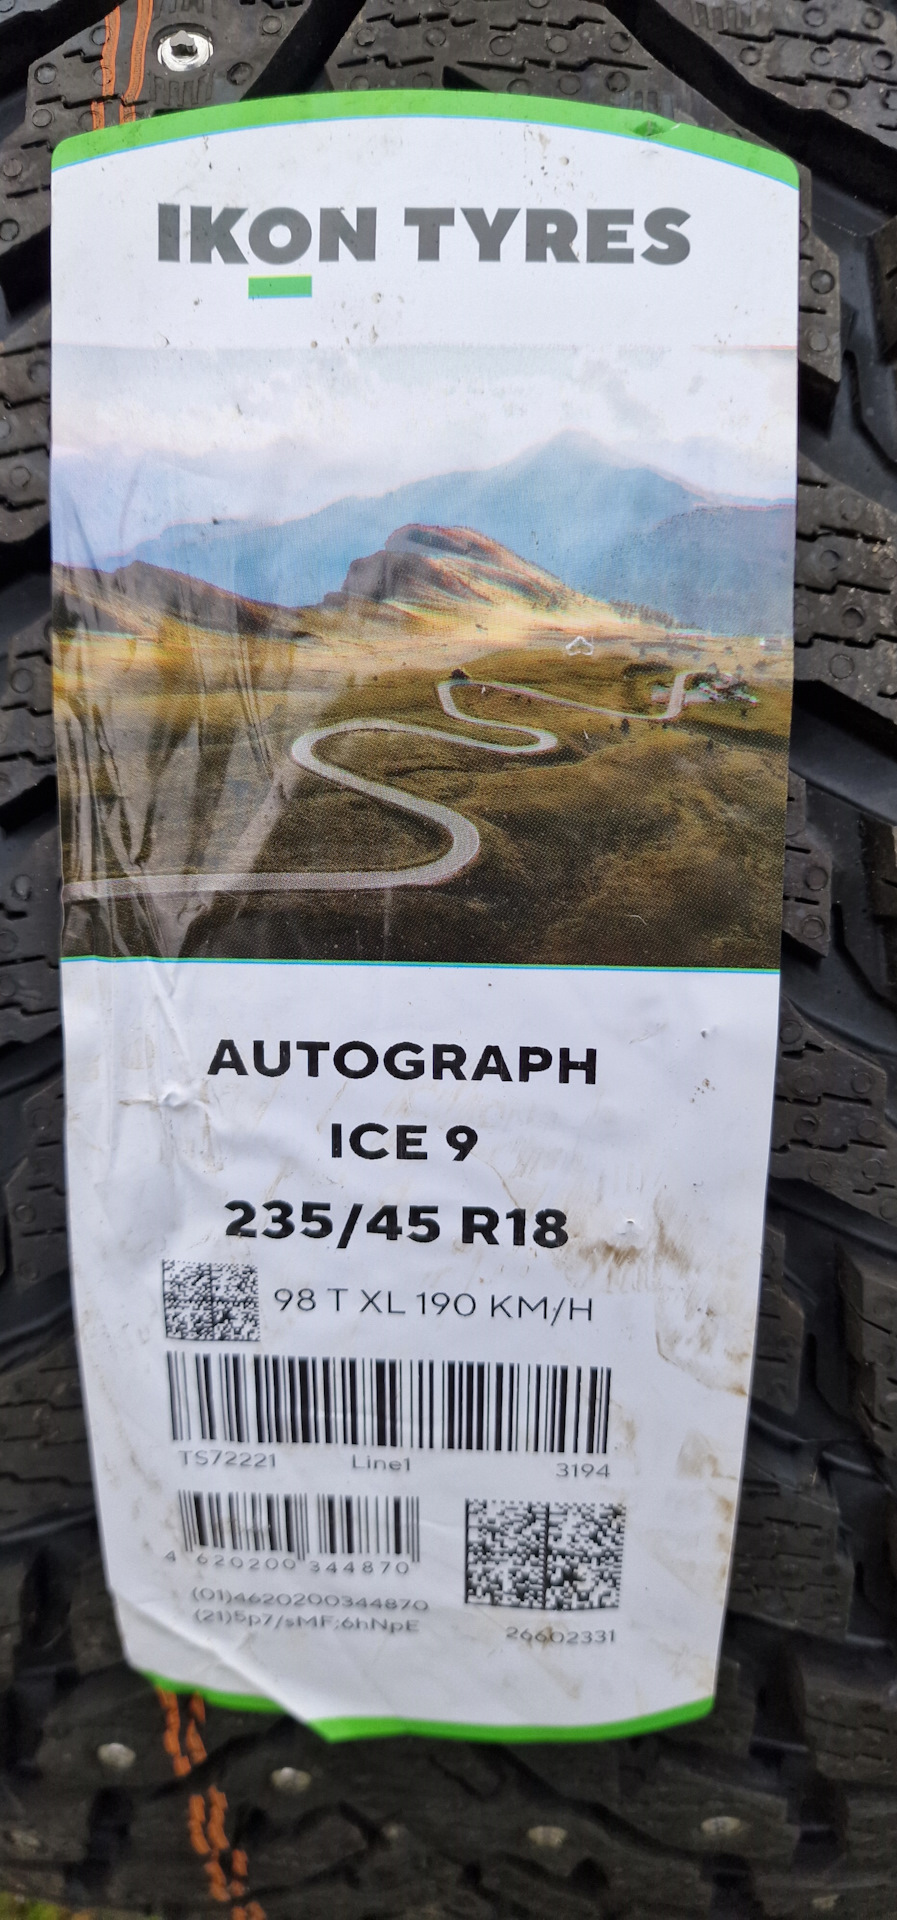 IKON TYRES
AUTOGRAPH
ICE 9
235/45 R18
98 T XL 190 KM/H
TS72221 Line1 3194
4 620200 344870
(01)4620200344870
(21)5p7/sMF;6hNpE
26602331